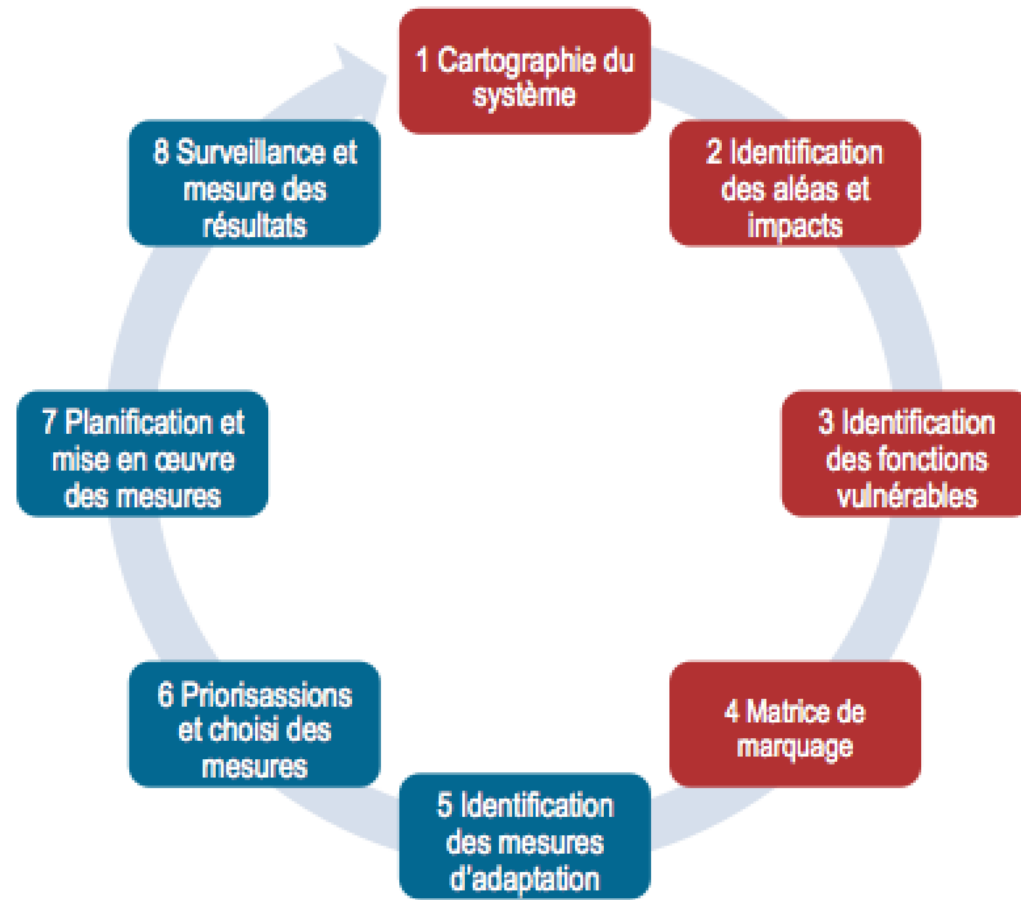 1 Cartographie du
système
2 Identification
des aléas et
impacts
3 Identification
des fonctions
vulnérables
4 Matrice de
marquage
5 Identification
des mesures
d'adaptation
6 Priorisassions
et choisi des
mesures
7 Planification et
mise en œuvre
des mesures
8 Surveillance et
mesure des
résultats